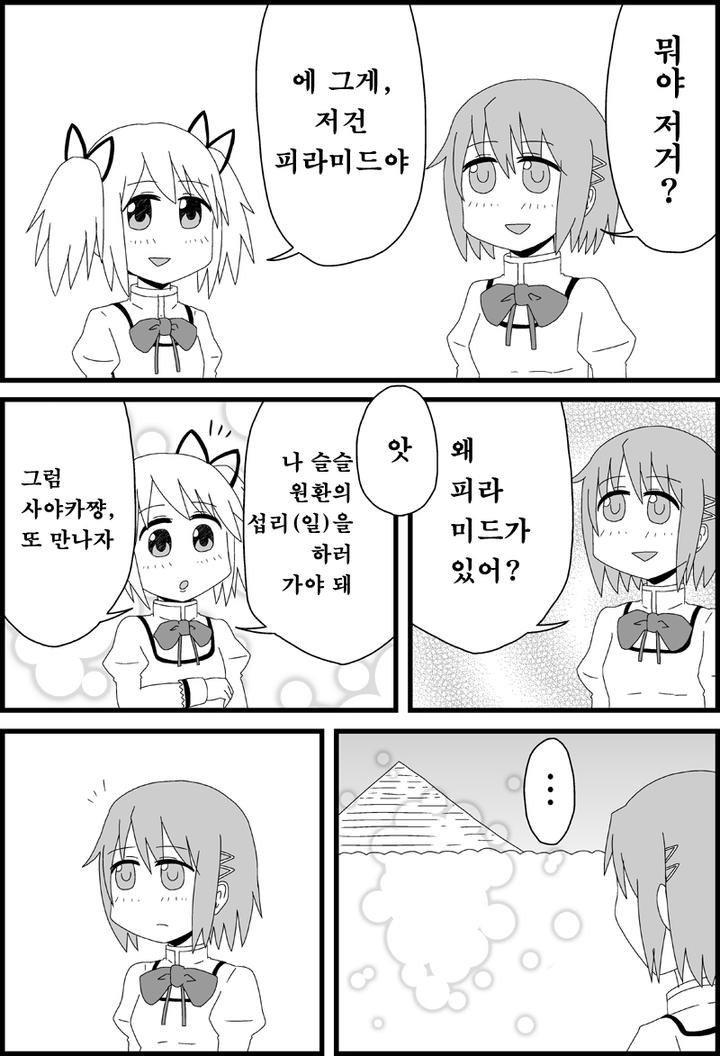 뭐야 저거?
에 그게,
저건
피라미드야
왜
피라
미드가
있어?
앗
나 슬슬
원환의
섭리(일)을
하러
가야 돼
그럼
사야카쨩,
또 만나자
...